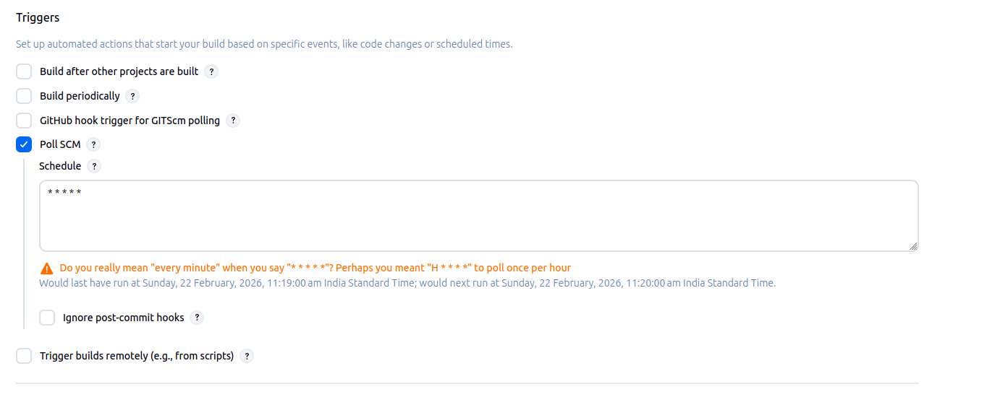 Triggers
Set up automated actions that start your build based on specific events, like code changes or scheduled times.
Build after other projects are built ?
Build periodically ?
GitHub hook trigger for GITScm polling ?
Poll SCM ?
Schedule ?
* * * * *
Do you really mean "every minute" when you say "* * * * *"? Perhaps you meant "H * * * *" to poll once per hour
Would last have run at Sunday, 22 February, 2026, 11:19:00 am India Standard Time; would next run at Sunday, 22 February, 2026, 11:20:00 am India Standard Time.
Ignore post-commit hooks ?
Trigger builds remotely (e.g., from scripts) ?